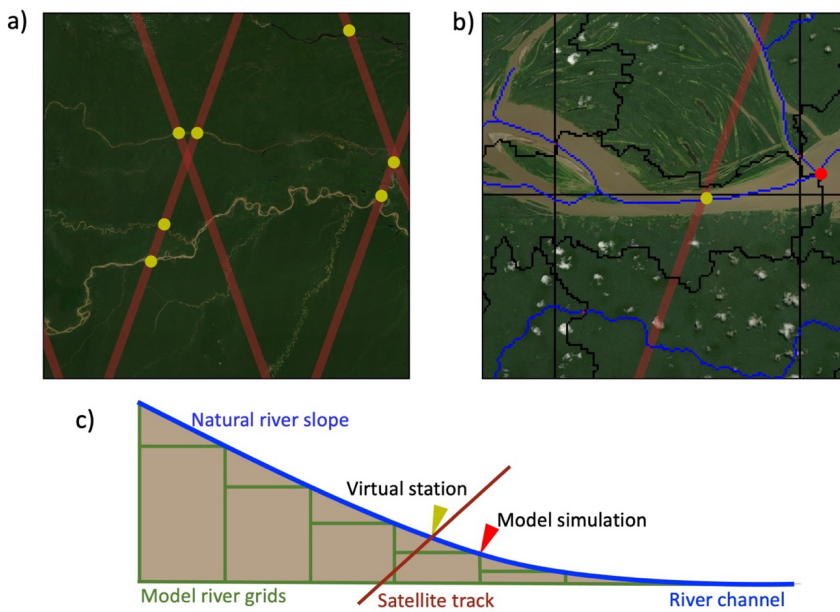 a)
b)
c)
Natural river slope
Virtual station
Model simulation
Model river grids
Satellite track
River channel